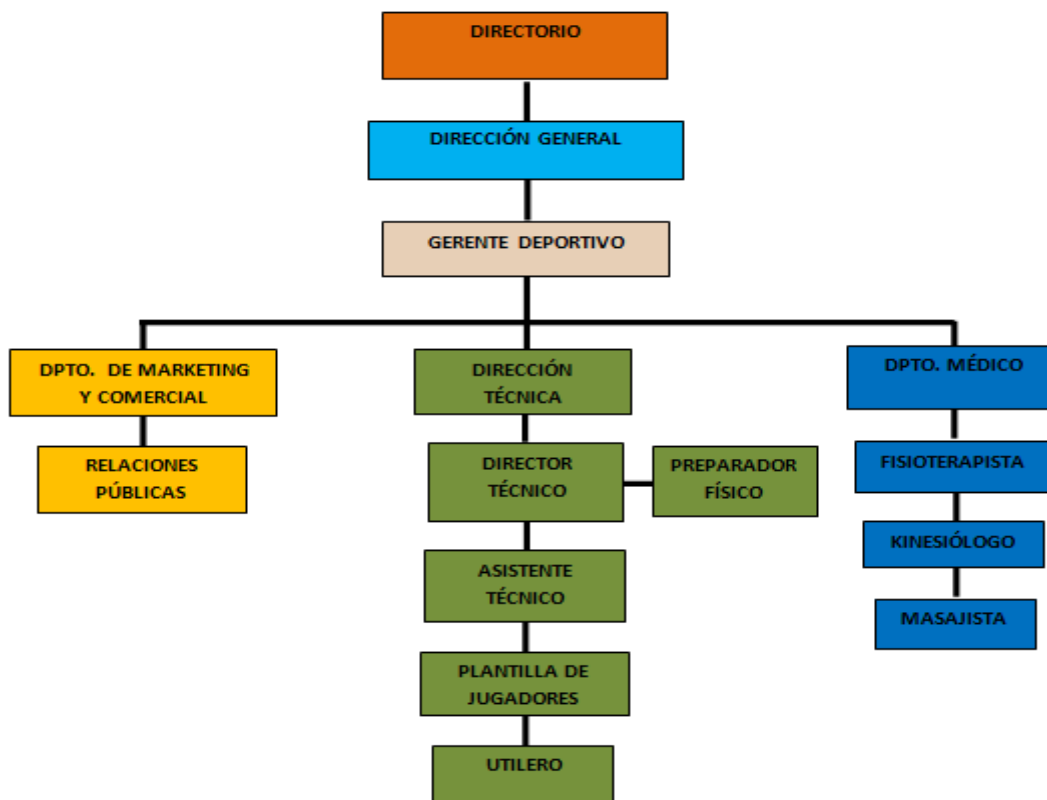 DIRECTORIO
DIRECCIÓN GENERAL
GERENTE DEPORTIVO
DPTO. DE MARKETING
Y COMERCIAL
RELACIONES
PÚBLICAS
DIRECCIÓN
TÉCNICA
DIRECTOR
TÉCNICO
PREPARADOR
FÍSICO
ASISTENTE
TÉCNICO
PLANTILLA DE
JUGADORES
UTILERO
DPTO. MÉDICO
FISIOTERAPISTA
KINESIÓLOGO
MASAJISTA